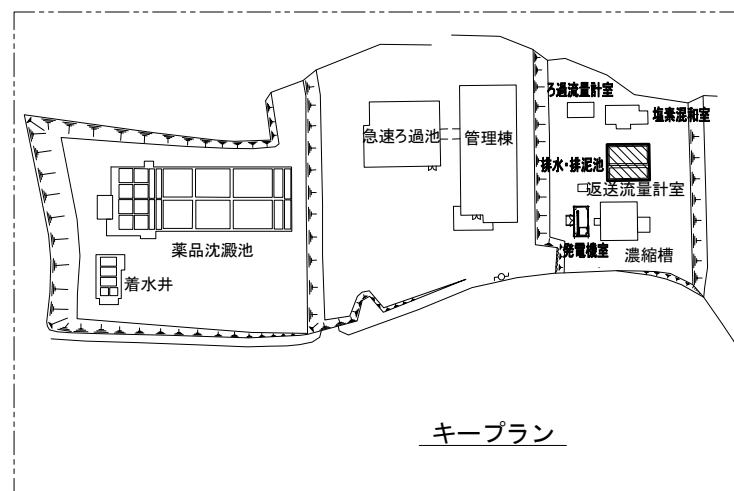 ろ過流量計室
塩素混和室
急速ろ過池
管理棟
排水・排泥池
返送流量計室
薬品沈澱池
発電機室
濃縮槽
着水井
キープラン